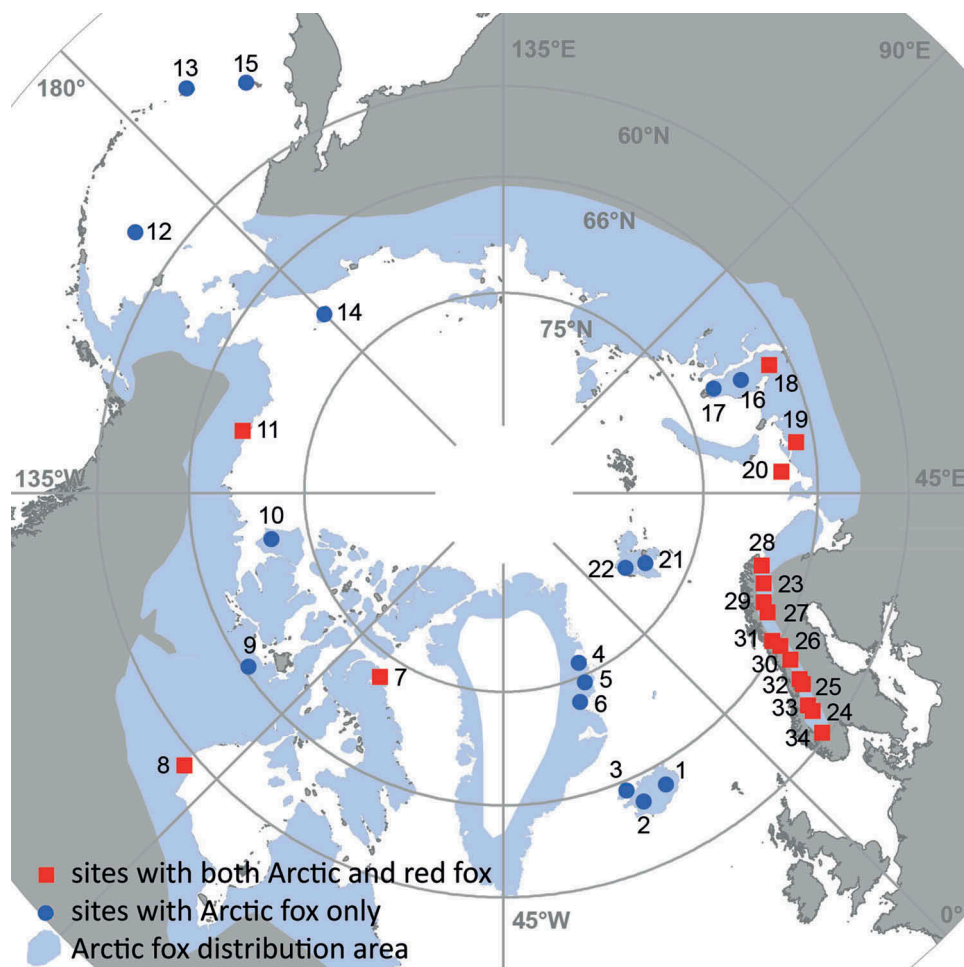 13 15
135°E
90°E
180°
60°N
12
66°N
14
75°N
18
17 16
19
11
20
135°W
45°E
10
28
22 21
23
29 27
31 26
9
4
30
7
5
32 25
6
33 24
34
8
3 1
2
sites with both Arctic and red fox
sites with Arctic fox only
45°W
0°
Arctic fox distribution area